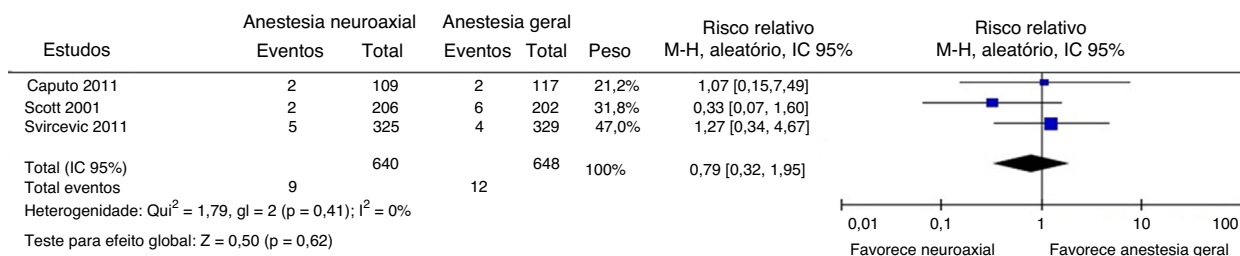 Anestesia neuroaxial Anestesia geral Risco relativo Risco relativo
Estudos Eventos Total Eventos Total Peso M-H, aleatório, IC 95% M-H, aleatório, IC 95%
Caputo 2011 2 109 2 117 21,2% 1,07 [0,15,7,49]
Scott 2001 2 206 6 202 31,8% 0,33 [0,07, 1,60]
Svircevic 2011 5 325 4 329 47,0% 1,27 [0,34, 4,67]
Total (IC 95%) 640 648 100% 0,79 [0,32, 1,95]
Total eventos 9 12
Heterogenidade: Qui² = 1,79, gl = 2 (p = 0,41); I² = 0%
Teste para efeito global: Z = 0,50 (p = 0,62)
0,01 0,1 1 10 100
Favorece neuroaxial Favorece anestesia geral